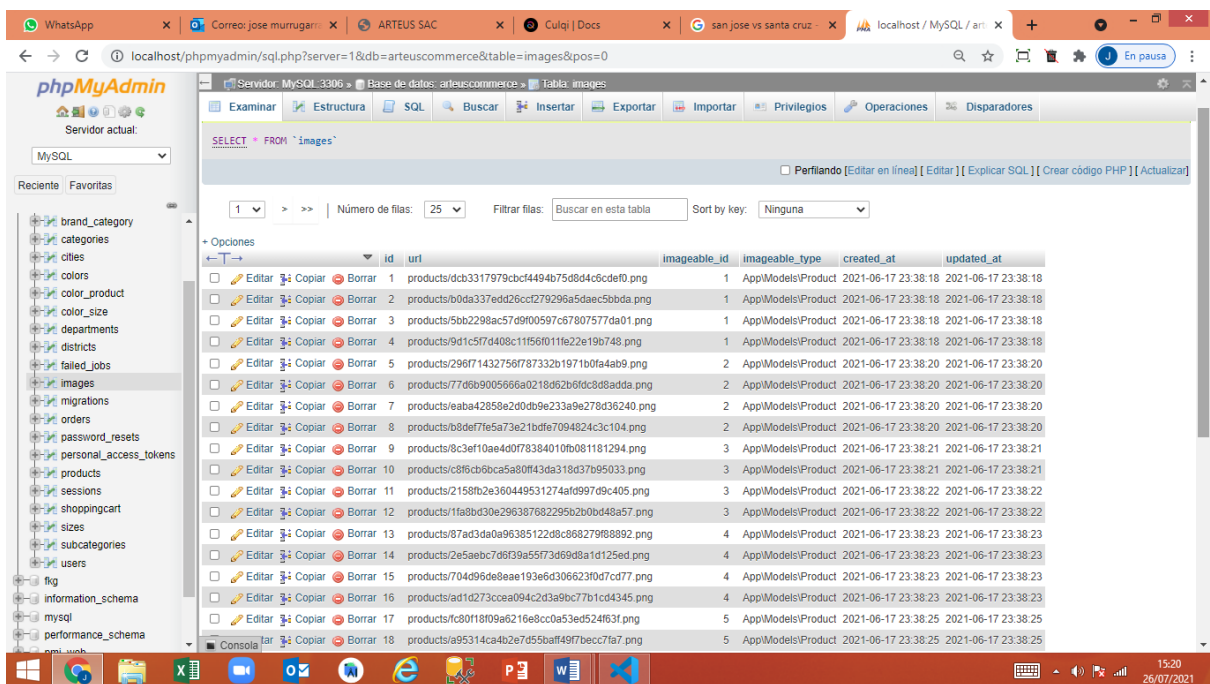 WhatsApp
Correo: jose murrugarr
ARTEUS SAC
Culqi | Docs
san jose vs santa cruz -
localhost / MySQL / art
localhost/phpmyadmin/sql.php?server=1&db=arteuscommerce&table=images&pos=0
J En pausa
phpMyAdmin
Servidor actual:
MySQL
Reciente Favoritas
brand_category
categories
cities
colors
color_product
color_size
departments
districts
failed_jobs
images
migrations
orders
password_resets
personal_access_tokens
products
sessions
shoppingcart
sizes
subcategories
users
fkg
information_schema
mysql
performance_schema
Servidor: MySQL:3306 » Base de datos: arteuscommerce » Tabla: images
Examinar Estructura SQL Buscar Insertar Exportar Importar Privilegios Operaciones Disparadores
SELECT * FROM `images`
Perfilando [Editar en línea] [ Editar ] [ Explicar SQL ] [ Crear código PHP ] [ Actualizar]
1 > >> Número de filas: 25 Filtrar filas: Buscar en esta tabla Sort by key: Ninguna
+ Opciones
←T→ id url imageable_id imageable_type created_at updated_at
Editar Copiar Borrar 1 products/dcb3317979cbcf4494b75d8d4c6cdef0.png 1 App\Models\Product 2021-06-17 23:38:18 2021-06-17 23:38:18
Editar Copiar Borrar 2 products/b0da337edd26ccf279296a5daec5bbda.png 1 App\Models\Product 2021-06-17 23:38:18 2021-06-17 23:38:18
Editar Copiar Borrar 3 products/5bb2298ac57d9f00597c67807577da01.png 1 App\Models\Product 2021-06-17 23:38:18 2021-06-17 23:38:18
Editar Copiar Borrar 4 products/9d1c5f7d408c11f56f011fe22e19b748.png 1 App\Models\Product 2021-06-17 23:38:18 2021-06-17 23:38:18
Editar Copiar Borrar 5 products/296f71432756f787332b1971b0fa4ab9.png 2 App\Models\Product 2021-06-17 23:38:20 2021-06-17 23:38:20
Editar Copiar Borrar 6 products/77d6b9005666a0218d62b6fdc8d8adda.png 2 App\Models\Product 2021-06-17 23:38:20 2021-06-17 23:38:20
Editar Copiar Borrar 7 products/eaba42858e2d0db9e233a9e278d36240.png 2 App\Models\Product 2021-06-17 23:38:20 2021-06-17 23:38:20
Editar Copiar Borrar 8 products/b8def7fe5a73e21bdfe7094824c3c104.png 2 App\Models\Product 2021-06-17 23:38:20 2021-06-17 23:38:20
Editar Copiar Borrar 9 products/8c3ef10ae4d0f78384010fb081181294.png 3 App\Models\Product 2021-06-17 23:38:21 2021-06-17 23:38:21
Editar Copiar Borrar 10 products/c8f6cb6bca5a80ff43da318d37b95033.png 3 App\Models\Product 2021-06-17 23:38:21 2021-06-17 23:38:21
Editar Copiar Borrar 11 products/2158fb2e360449531274afd997d9c405.png 3 App\Models\Product 2021-06-17 23:38:22 2021-06-17 23:38:22
Editar Copiar Borrar 12 products/1fa8bd30e296387682295b2b0bd48a57.png 3 App\Models\Product 2021-06-17 23:38:22 2021-06-17 23:38:22
Editar Copiar Borrar 13 products/87ad3da0a96385122d8c868279f88892.png 4 App\Models\Product 2021-06-17 23:38:23 2021-06-17 23:38:23
Editar Copiar Borrar 14 products/2e5aebc7d6f39a55f73d69d8a1d125ed.png 4 App\Models\Product 2021-06-17 23:38:23 2021-06-17 23:38:23
Editar Copiar Borrar 15 products/704d96de8eae193e6d306623f0d7cd77.png 4 App\Models\Product 2021-06-17 23:38:23 2021-06-17 23:38:23
Editar Copiar Borrar 16 products/ad1d273ccea094c2d3a9bc77b1cd4345.png 4 App\Models\Product 2021-06-17 23:38:23 2021-06-17 23:38:23
Editar Copiar Borrar 17 products/fc80f18f09a6216e8cc0a53ed524f63f.png 5 App\Models\Product 2021-06-17 23:38:25 2021-06-17 23:38:25
Consola tar Copiar Borrar 18 products/a95314ca4b2e7d55baff49f7becc7fa7.png 5 App\Models\Product 2021-06-17 23:38:25 2021-06-17 23:38:25
15:20
26/07/2021